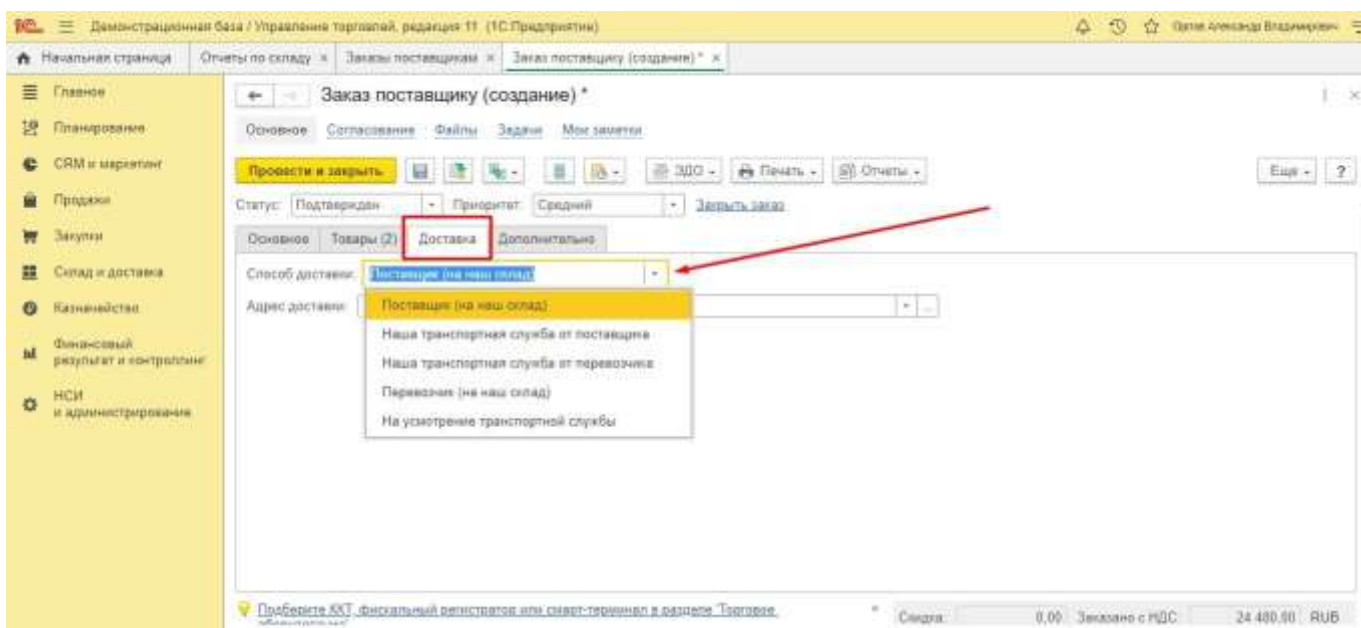 1С Демонстрационная база / Управление торговлей, редакция 11 (1С:Предприятие) Орлов Александр Владимирович
Начальная страница Отчеты по складу × Заказы поставщикам × Заказ поставщику (создание) * ×
Главное
Планирование
CRM и маркетинг
Продажи
Закупки
Склад и доставка
Казначейство
Финансовый
результат и контроллинг
НСИ
и администрирование
Заказ поставщику (создание) *
Основное Согласование Файлы Задачи Мои заметки
Провести и закрыть ЭДО Печать Отчеты Еще ?
Статус: Подтвержден Приоритет: Средний Закрыть заказ
Основное Товары (2) Доставка Дополнительно
Способ доставки: Поставщик (на наш склад)
Адрес доставки: ...
Поставщик (на наш склад)
Наша транспортная служба от поставщика
Наша транспортная служба от перевозчика
Перевозчик (на наш склад)
На усмотрение транспортной службы
Подберите ККТ, фискальный регистратор или смарт-терминал в разделе "Торговое
оборудование"
Скидка: 0,00 Заказано с НДС: 24 480,00 RUB